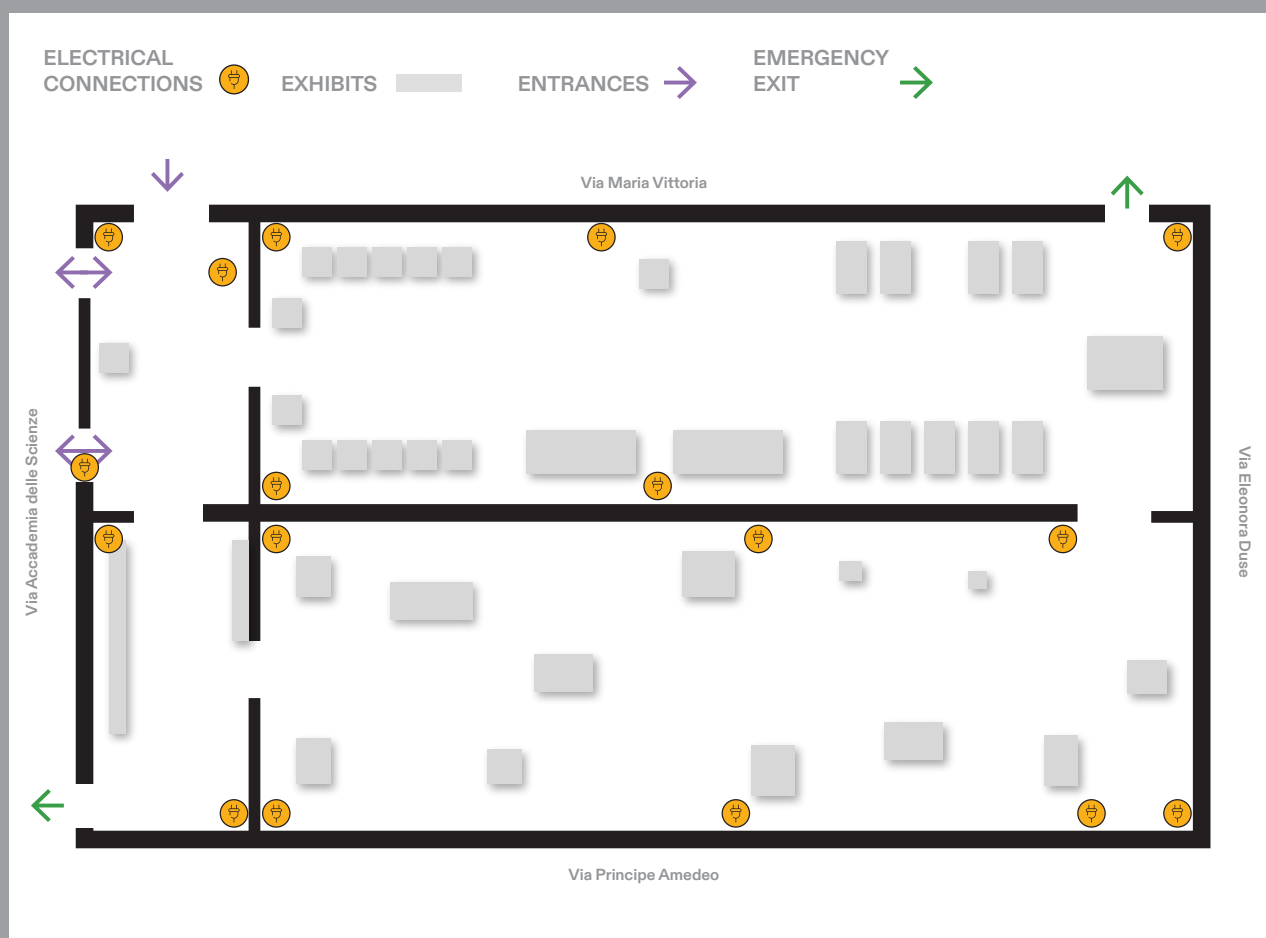 ELECTRICAL
CONNECTIONS
EXHIBITS
ENTRANCES
EMERGENCY
EXIT
Via Maria Vittoria
Via Accademia delle Scienze
Via Eleonora Duse
Via Principe Amedeo